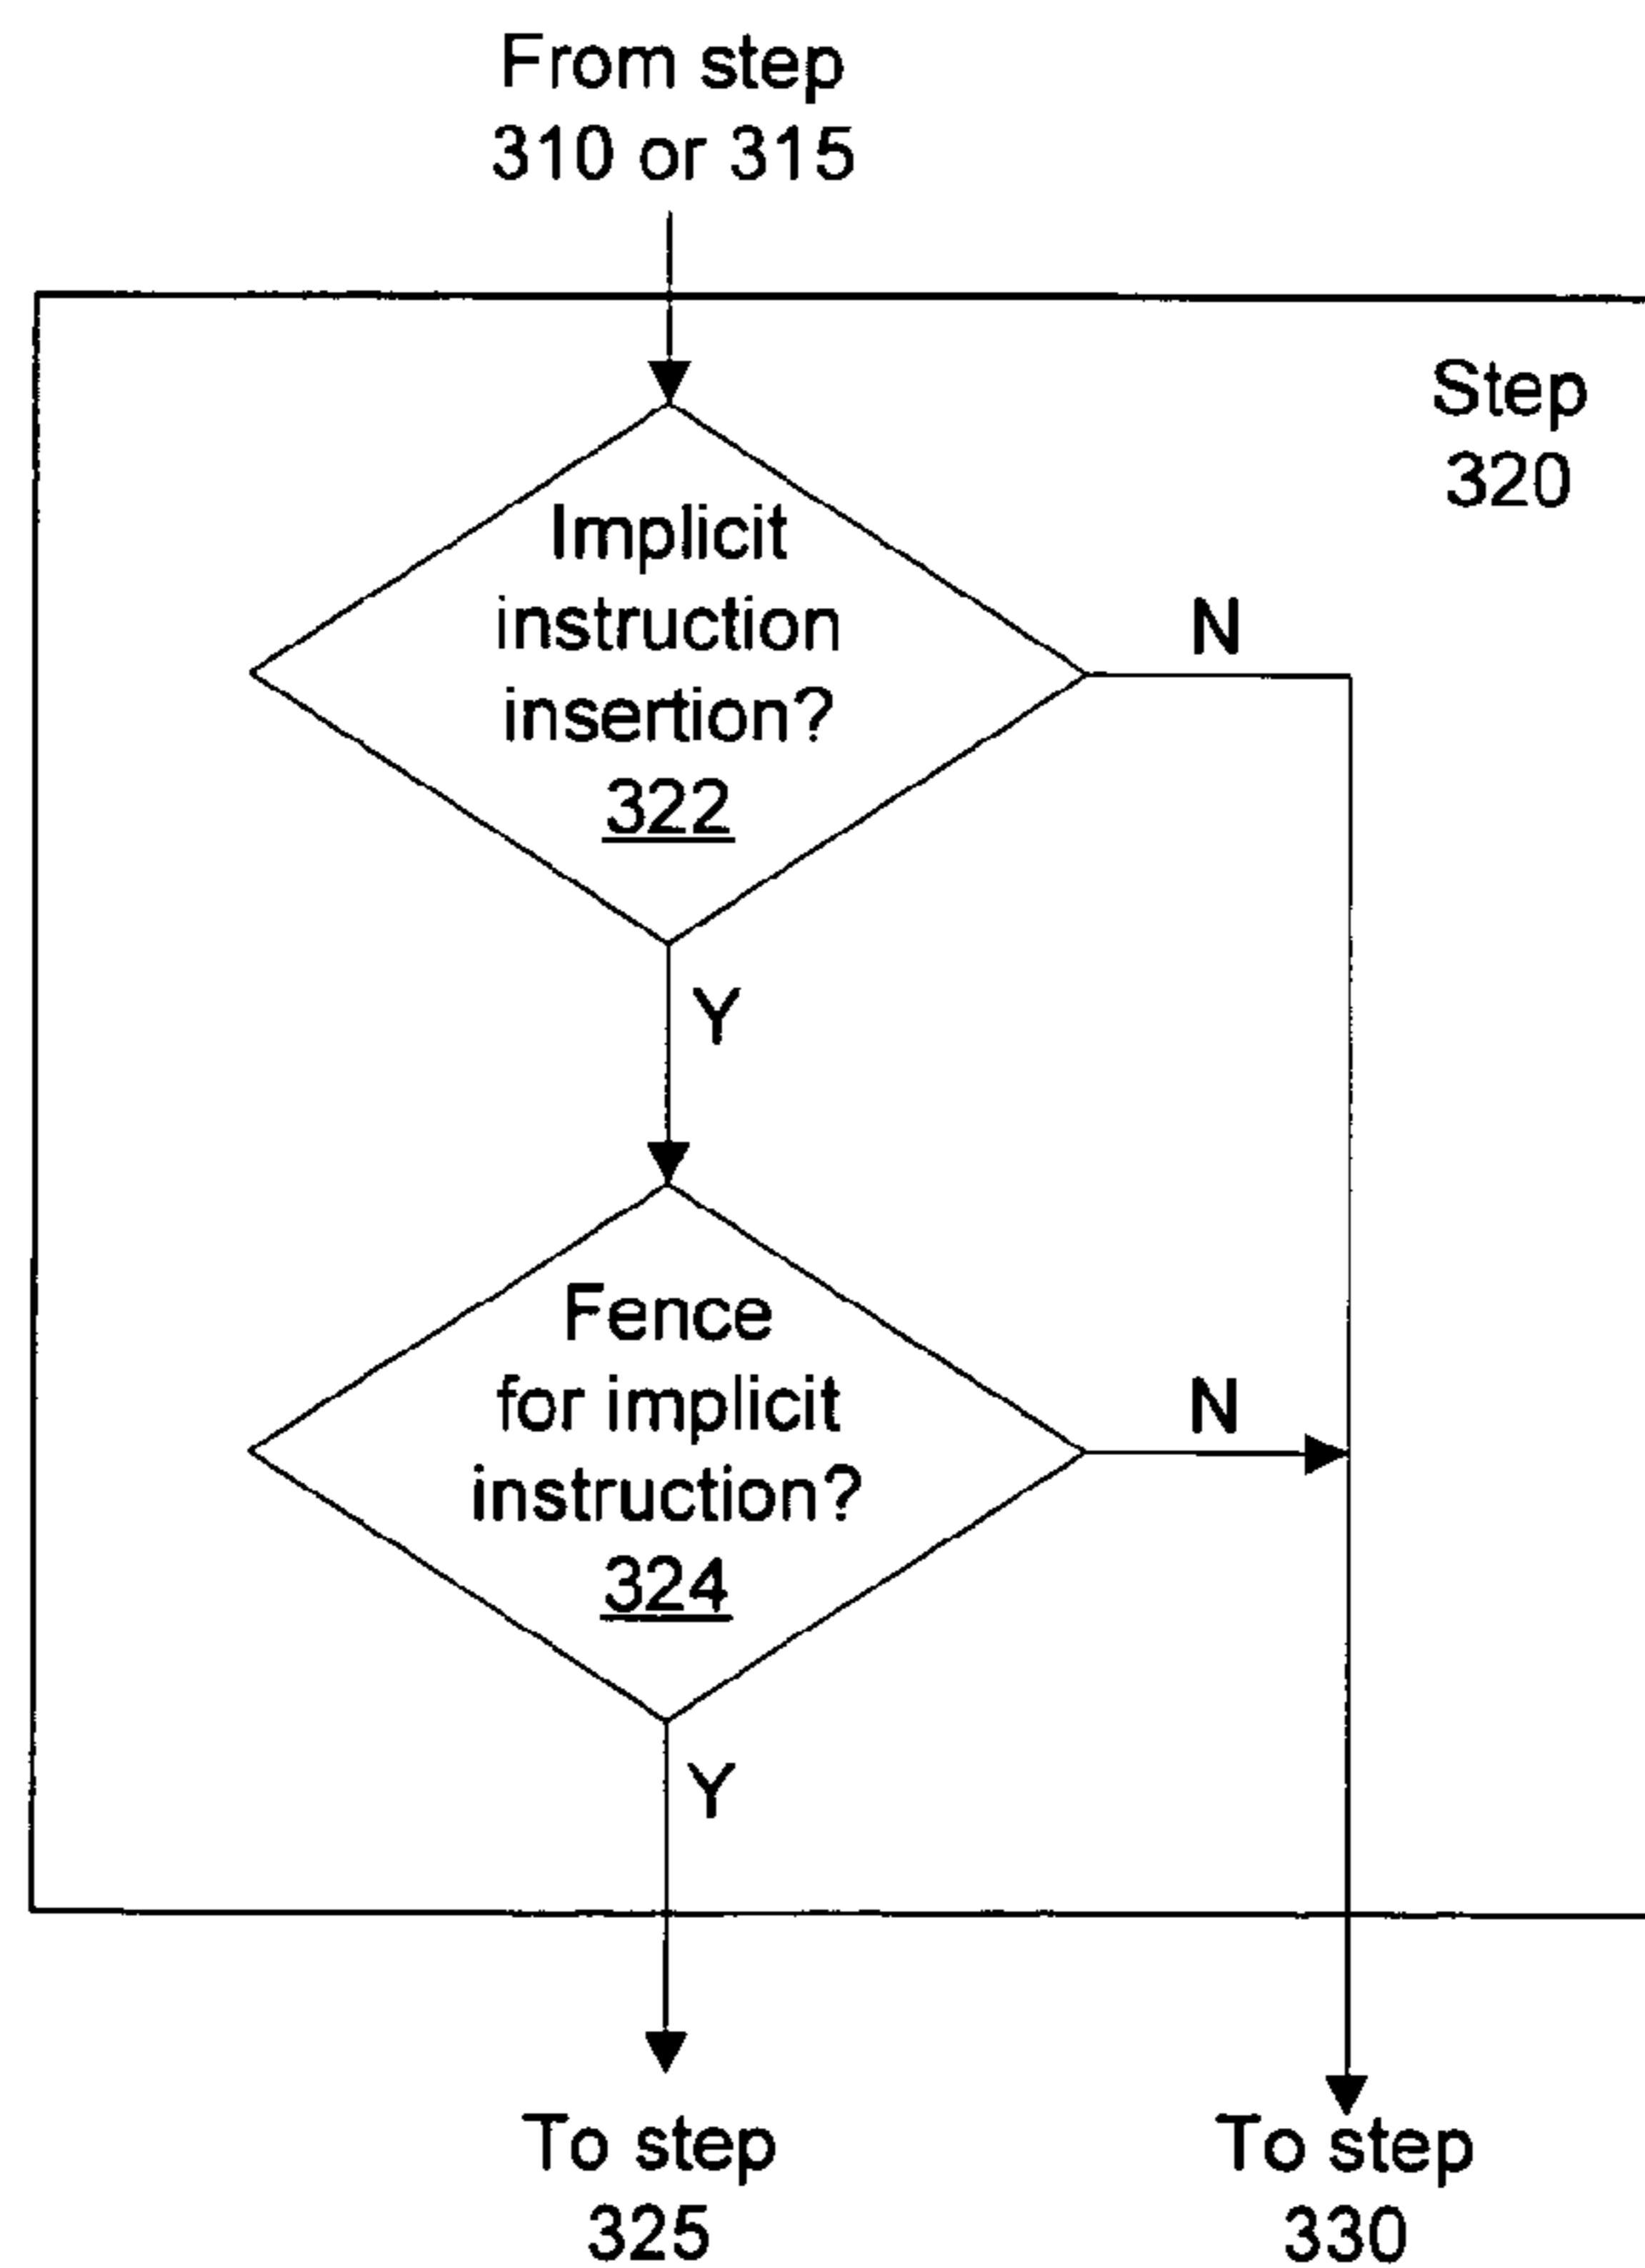 From step
310 or 315
Step
320
Implicit
instruction
insertion?
322
N
Y
Fence
for implicit
instruction?
324
N
Y
To step
325
To step
330